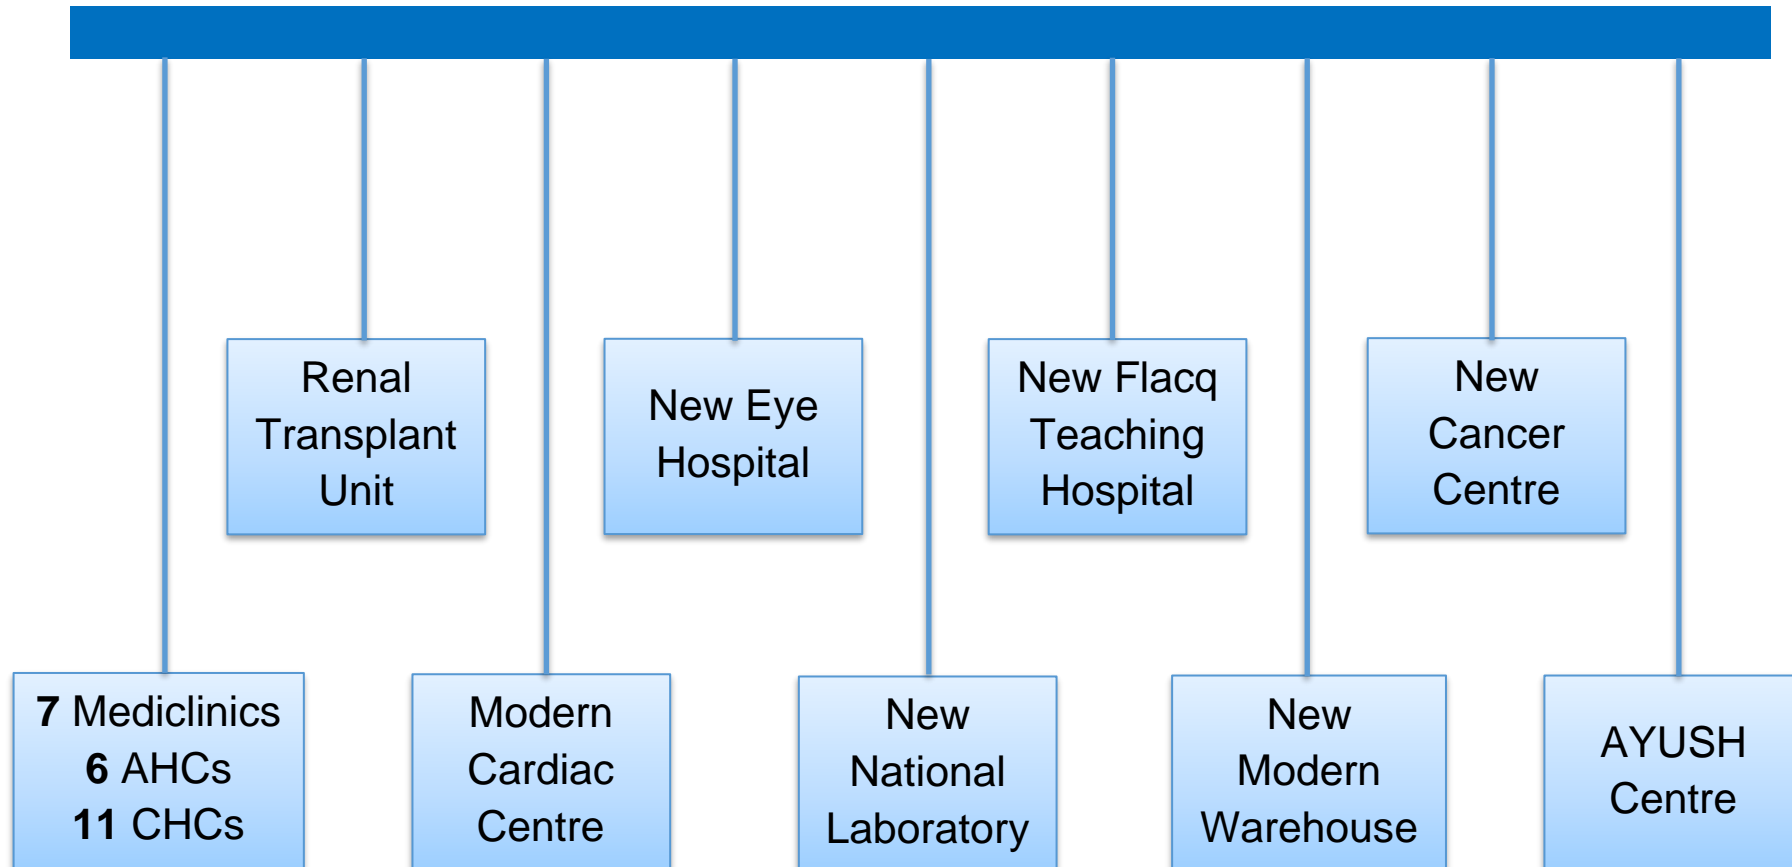 Renal
Transplant
Unit
New Eye
Hospital
New Flacq
Teaching
Hospital
New
Cancer
Centre
7 Mediclinics
6 AHCs
11 CHCs
Modern
Cardiac
Centre
New
National
Laboratory
New
Modern
Warehouse
AYUSH
Centre